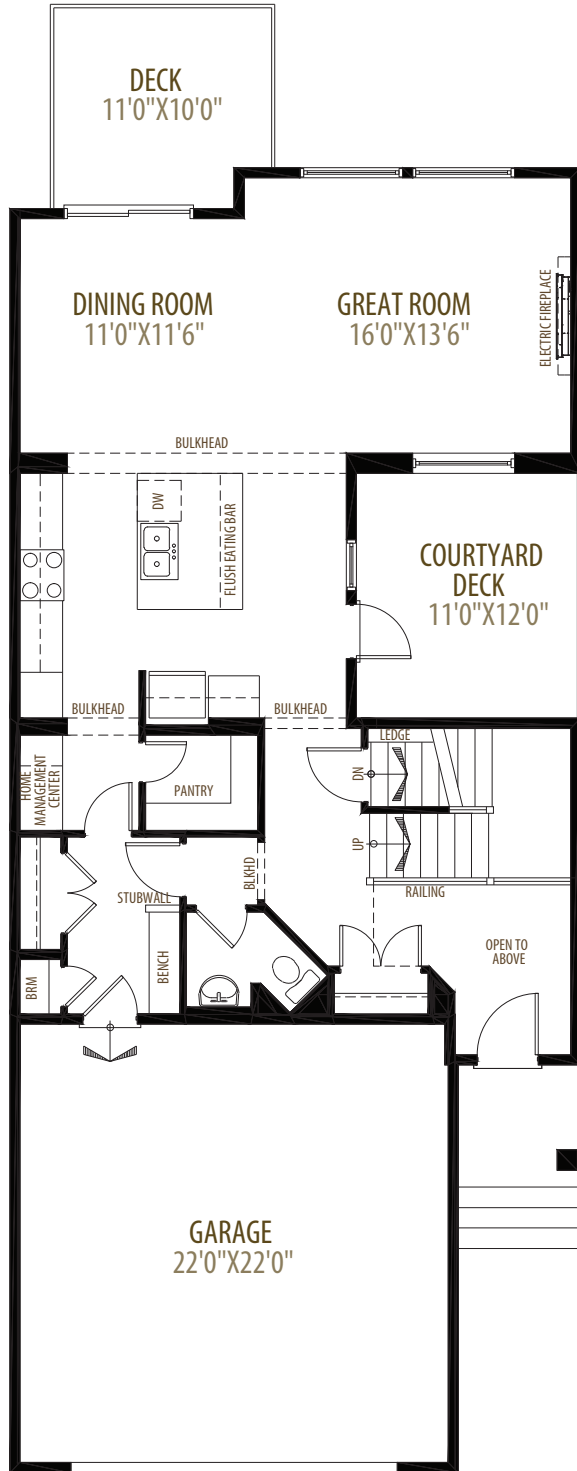 DECK
11'0"X10'0"
DINING ROOM
11'0"X11'6"
GREAT ROOM
16'0"X13'6"
ELECTRIC FIREPLACE
BULKHEAD
DW
FLUSH EATING BAR
COURTYARD
DECK
11'0"X12'0"
BULKHEAD
BULKHEAD
LEDGE
HOME
MANAGEMENT
CENTER
PANTRY
DN
UP
BLKHD
STUBWALL
RAILING
BENCH
BRM
OPEN TO
ABOVE
GARAGE
22'0"X22'0"